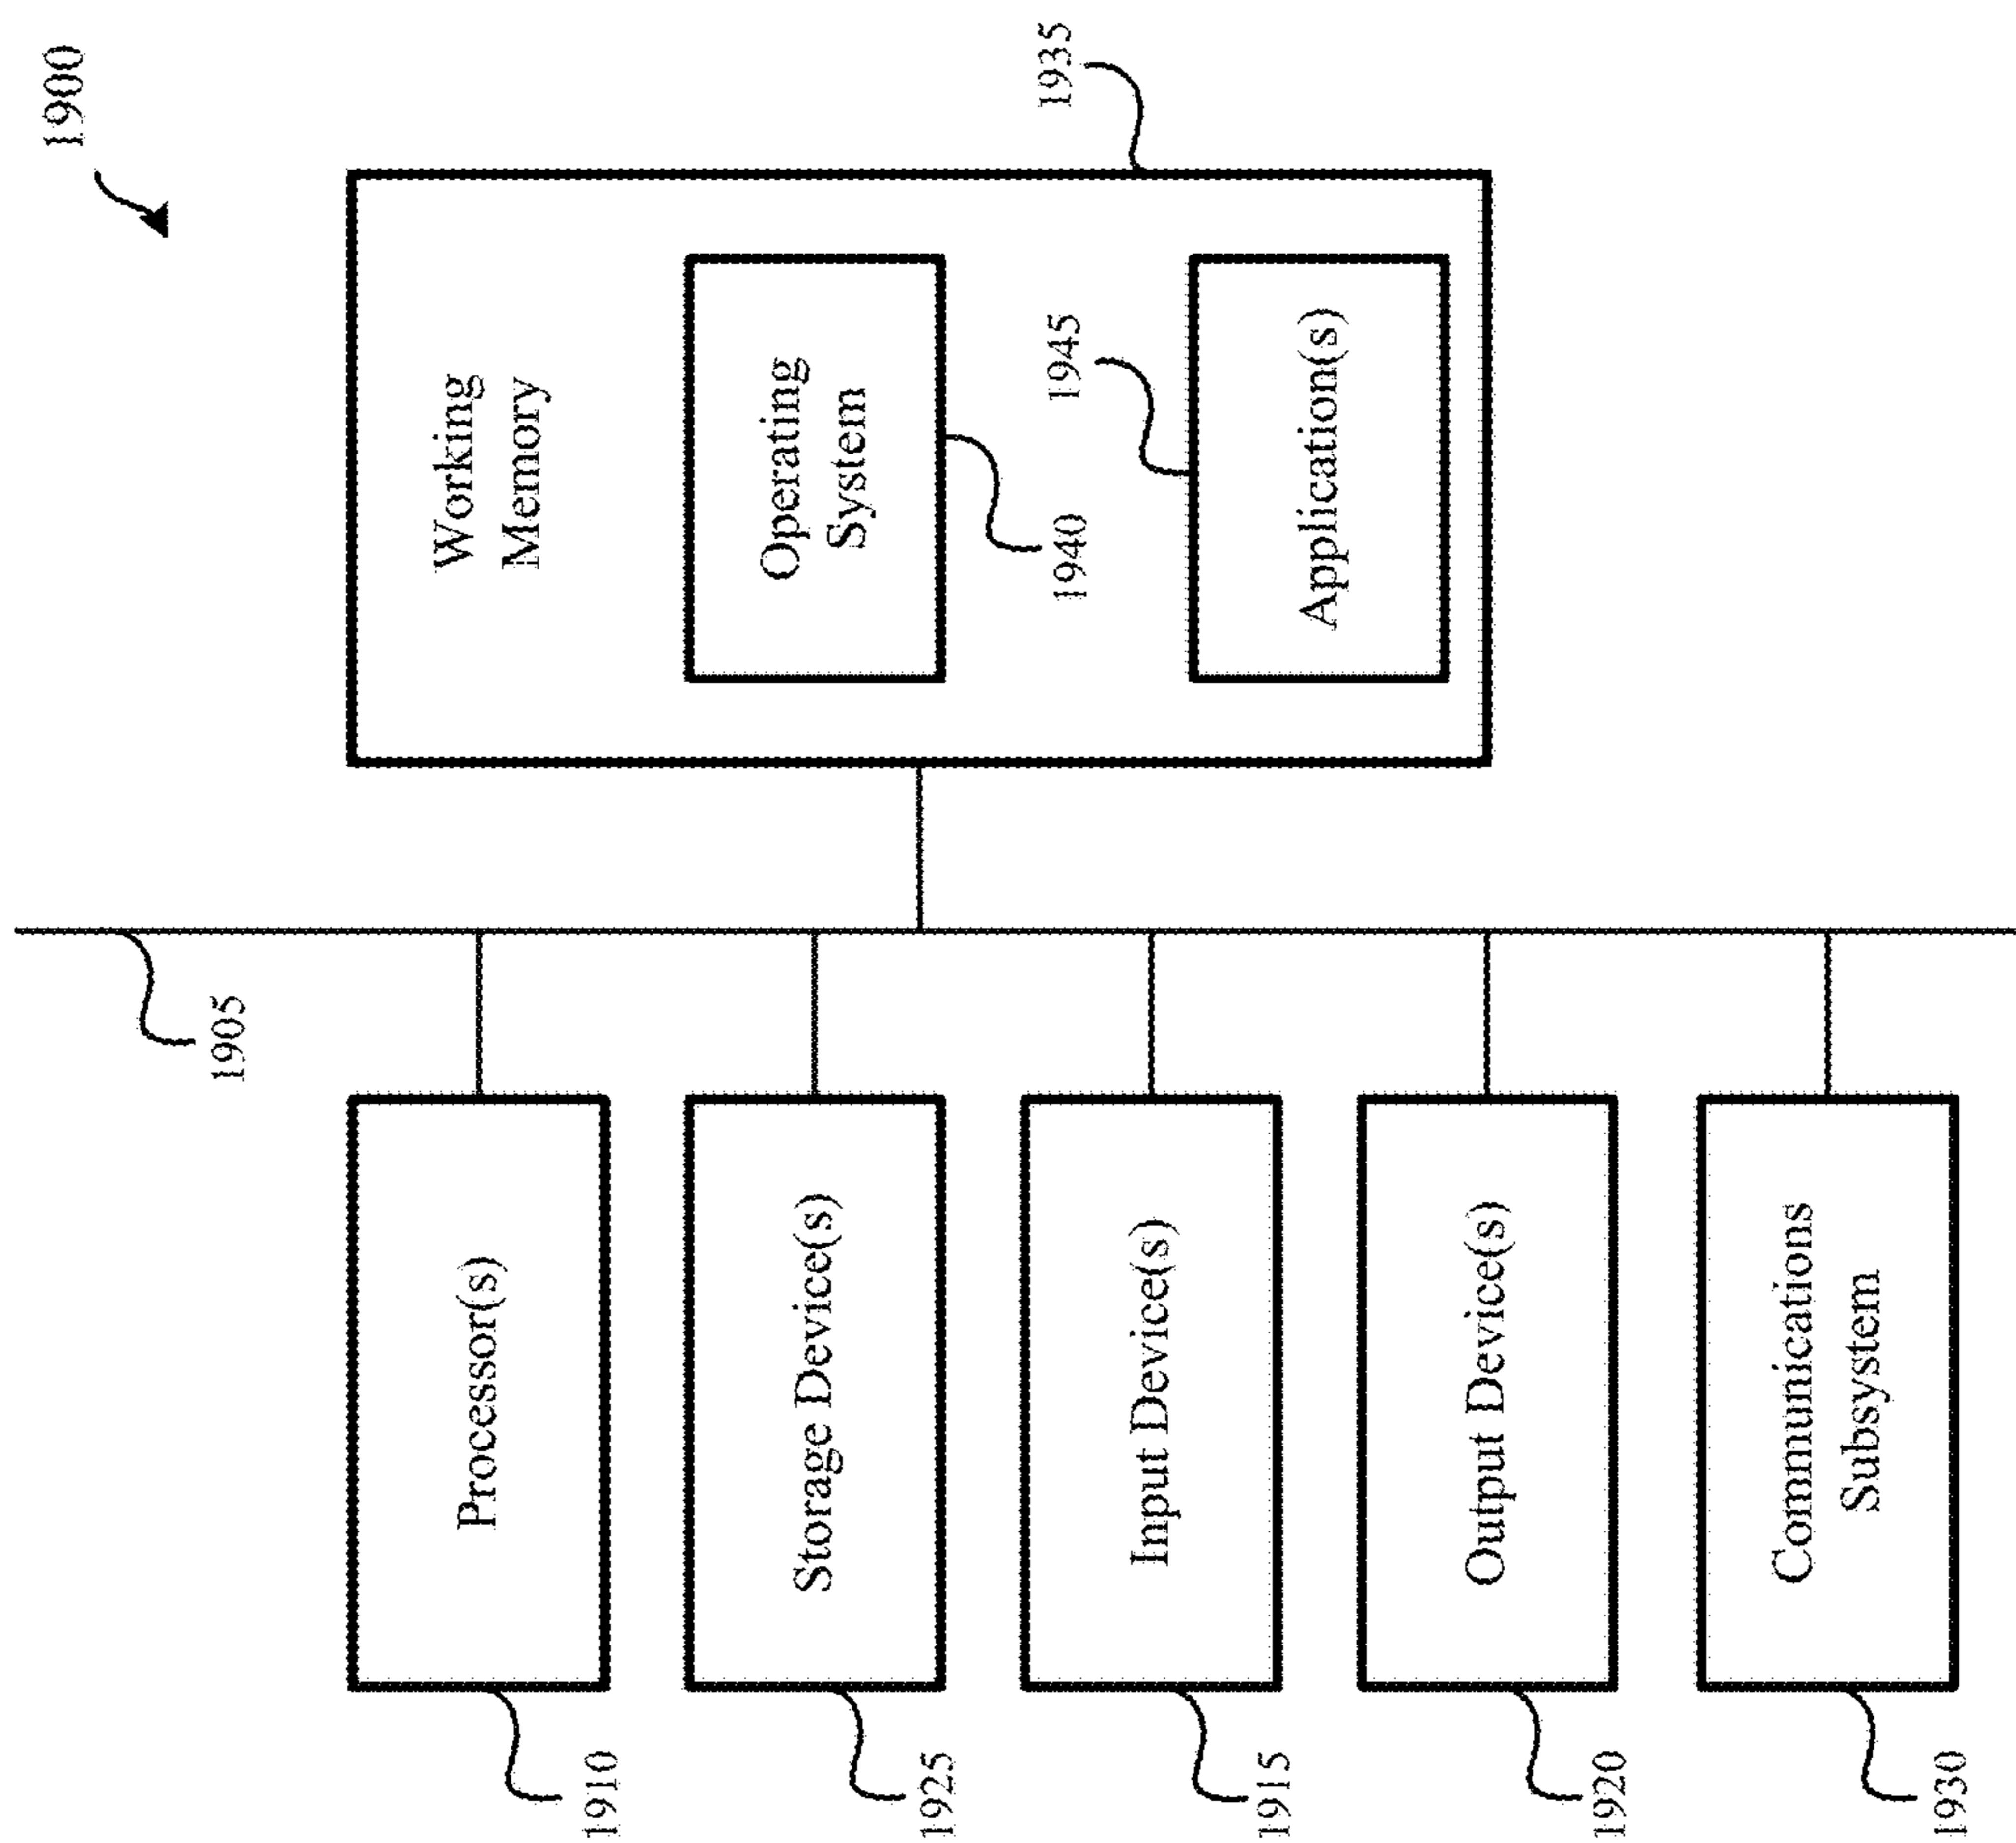 1900
1905
1910
Processor(s)
1925
Storage Device(s)
1915
Input Device(s)
1920
Output Device(s)
1930
Communications
Subsystem
Working
Memory
Operating
System
1940
1945
Application(s)
1935